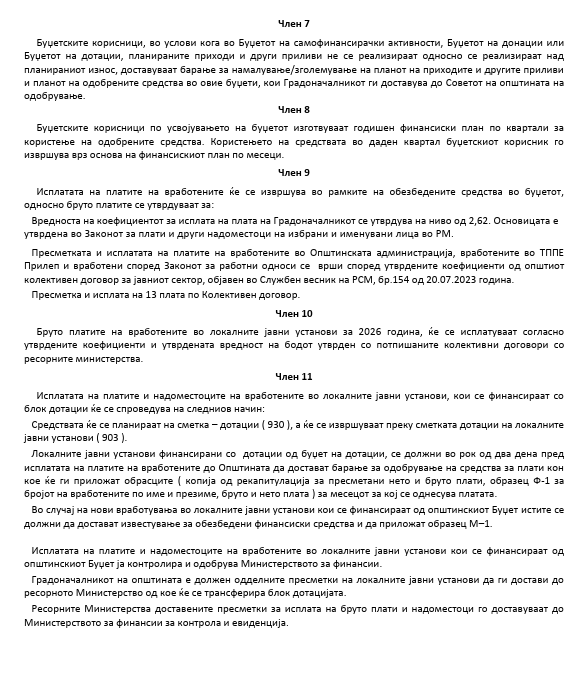 Член 7
Буџетските корисници, во услови кога во Буџетот на самофинансирачки активности, Буџетот на донации или
Буџетот на дотации, планираните приходи и други приливи не се реализираат односно се реализираат над
планираниот износ, доставуваат барање за намалување/зголемување на планот на приходите и другите приливи
и планот на одобрените средства во овие буџети, кои Градоначалникот ги доставува до Советот на општината на
одобрување.
Член 8
Буџетските корисници по усвојувањето на буџетот изготвуваат годишен финансиски план по квартали за
користење на одобрените средства. Користењето на средствата во даден квартал буџетскиот корисник го
извршува врз основа на финансискиот план по месеци.
Член 9
Исплатата на платите на вработените ќе се извршува во рамките на обезбедените средства во буџетот,
односно бруто платите се утврдуваат за:
Вредноста на коефициентот за исплата на плата на Градоначалникот се утврдува на ниво од 2,62. Основицата е
утврдена во Законот за плати и други надоместоци на избрани и именувани лица во РМ.
Пресметката и исплатата на платите на вработените во Општинската администрација, вработените во ТППЕ
Прилеп и вработени според Законот за работни односи се врши според утврдените коефициенти од општиот
колективен договор за јавниот сектор, објавен во Службен весник на РСМ, бр.154 од 20.07.2023 година.
Пресметка и исплата на 13 плата по Колективен договор.
Член 10
Бруто платите на вработените во локалните јавни установи за 2026 година, ќе се исплатуваат согласно
утврдените коефициенти и утврдената вредност на бодот утврден со потпишаните колективни договори со
ресорните министерства.
Член 11
Исплатата на платите и надоместоците на вработените во локалните јавни установи, кои се финансираат со
блок дотации ќе се спроведува на следниов начин:
Средствата ќе се планираат на сметка – дотации ( 930 ), а ќе се извршуваат преку сметката дотации на локалните
јавни установи ( 903 ).
Локалните јавни установи финансирани со дотации од буџет на дотации, се должни во рок од два дена пред
исплатата на платите на вработените до Општината да достават барање за одобрување на средства за плати кон
кое ќе ги приложат обрасците ( копија од рекапитулација за пресметани нето и бруто плати, образец Ф-1 за
бројот на вработените по име и презиме, бруто и нето плата ) за месецот за кој се однесува платата.
Во случај на нови вработувања во локалните јавни установи кои се финансираат од општинскиот Буџет истите се
должни да достават известување за обезбедени финансиски средства и да приложат образец М–1.
Исплатата на платите и надоместоците на вработените во локалните јавни установи кои се финансираат од
општинскиот Буџет ја контролира и одобрува Министерството за финансии.
Градоначалникот на општината е должен одделните пресметки на локалните јавни установи да ги достави до
ресорното Министерство од кое ќе се трансферира блок дотацијата.
Ресорните Министерства доставените пресметки за исплата на бруто плати и надоместоци го доставуваат до
Министерството за финансии за контрола и евиденција.